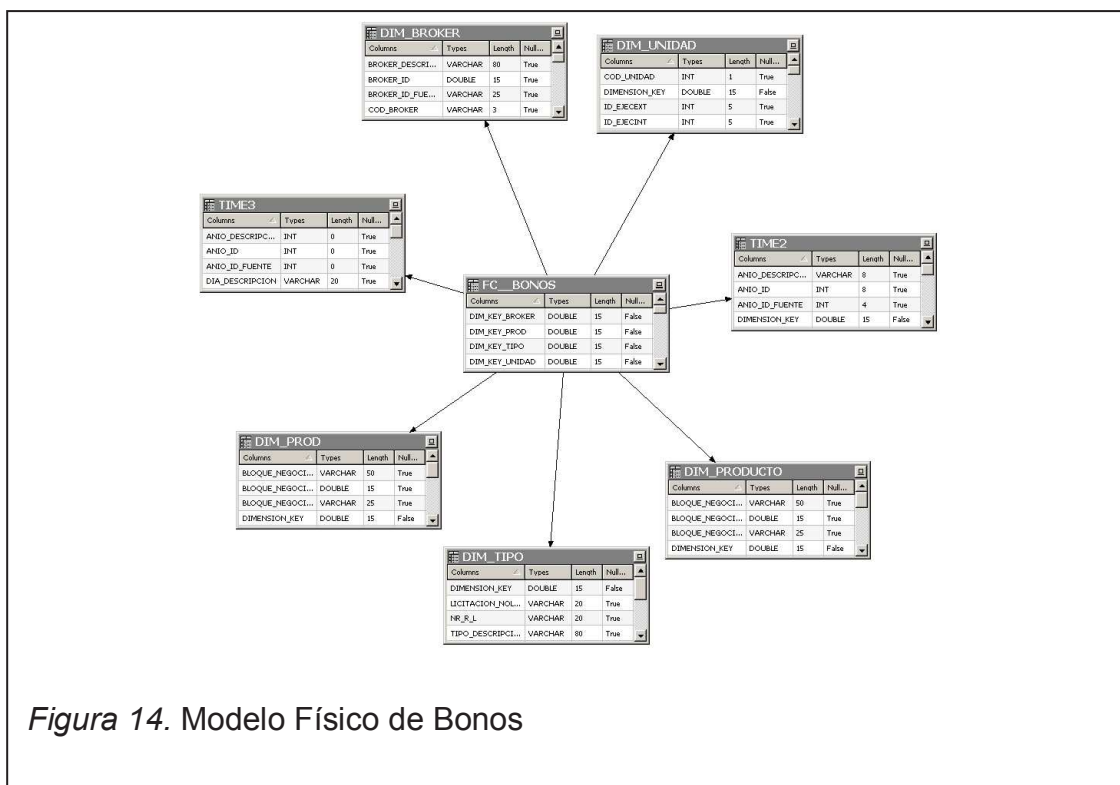 DIM_BROKER
Columns Types Length Null...
BROKER_DESCRI... VARCHAR 80 True
BROKER_ID DOUBLE 15 True
BROKER_ID_FUE... VARCHAR 25 True
COD_BROKER VARCHAR 3 True
DIM_UNIDAD
Columns Types Length Null...
COD_UNIDAD INT 1 True
DIMENSION_KEY DOUBLE 15 False
ID_EJECEXT INT 5 True
ID_EJECINT INT 5 True
TIME3
Columns Types Length Null...
ANIO_DESCRIPC... INT 0 True
ANIO_ID INT 0 True
ANIO_ID_FUENTE INT 0 True
DIA_DESCRIPCION VARCHAR 20 True
TIME2
Columns Types Length Null...
ANIO_DESCRIPC... VARCHAR 8 True
ANIO_ID INT 8 True
ANIO_ID_FUENTE INT 4 True
DIMENSION_KEY DOUBLE 15 False
FC__BONOS
Columns Types Length Null...
DIM_KEY_BROKER DOUBLE 15 False
DIM_KEY_PROD DOUBLE 15 False
DIM_KEY_TIPO DOUBLE 15 False
DIM_KEY_UNIDAD DOUBLE 15 False
DIM_PROD
Columns Types Length Null...
BLOQUE_NEGOCI... VARCHAR 50 True
BLOQUE_NEGOCI... DOUBLE 15 True
BLOQUE_NEGOCI... VARCHAR 25 True
DIMENSION_KEY DOUBLE 15 False
DIM_PRODUCTO
Columns Types Length Null...
BLOQUE_NEGOCI... VARCHAR 50 True
BLOQUE_NEGOCI... DOUBLE 15 True
BLOQUE_NEGOCI... VARCHAR 25 True
DIMENSION_KEY DOUBLE 15 False
DIM_TIPO
Columns Types Length Null...
DIMENSION_KEY DOUBLE 15 False
LICITACION_NOL... VARCHAR 20 True
NR_R_L VARCHAR 20 True
TIPO_DESCRIPCI... VARCHAR 80 True
Figura 14. Modelo Físico de Bonos